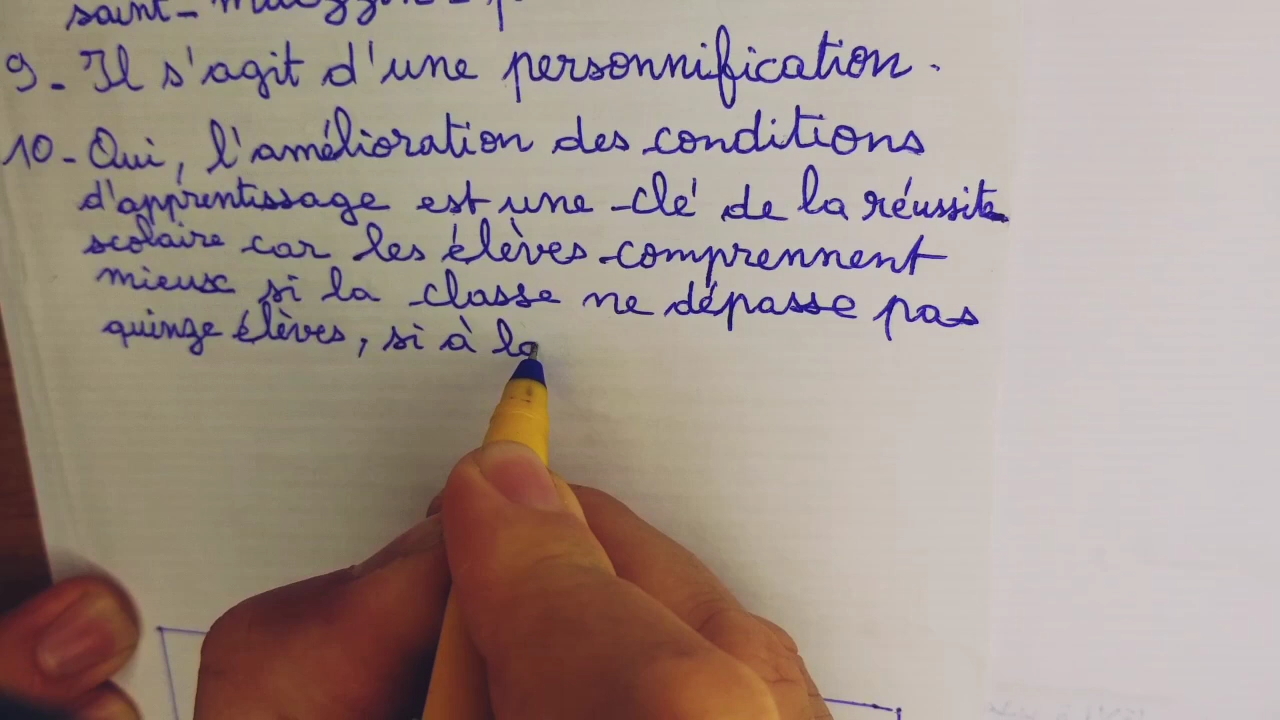 saint-
9. Il s'agit d'une personnification.
10. Oui, l'amélioration des conditions
d'apprentissage est une clé de la réussite
scolaire car les élèves comprennent
mieux si la classe ne dépasse pas
quinze élèves, si à la